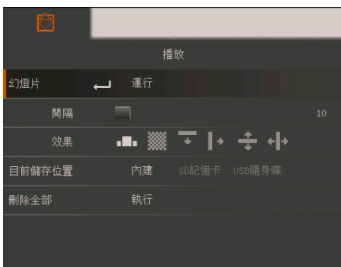 播放
幻燈片 運行
間隔 10
效果
目前儲存位置 內建 SD記憶卡 USB隨身碟
刪除全部 執行